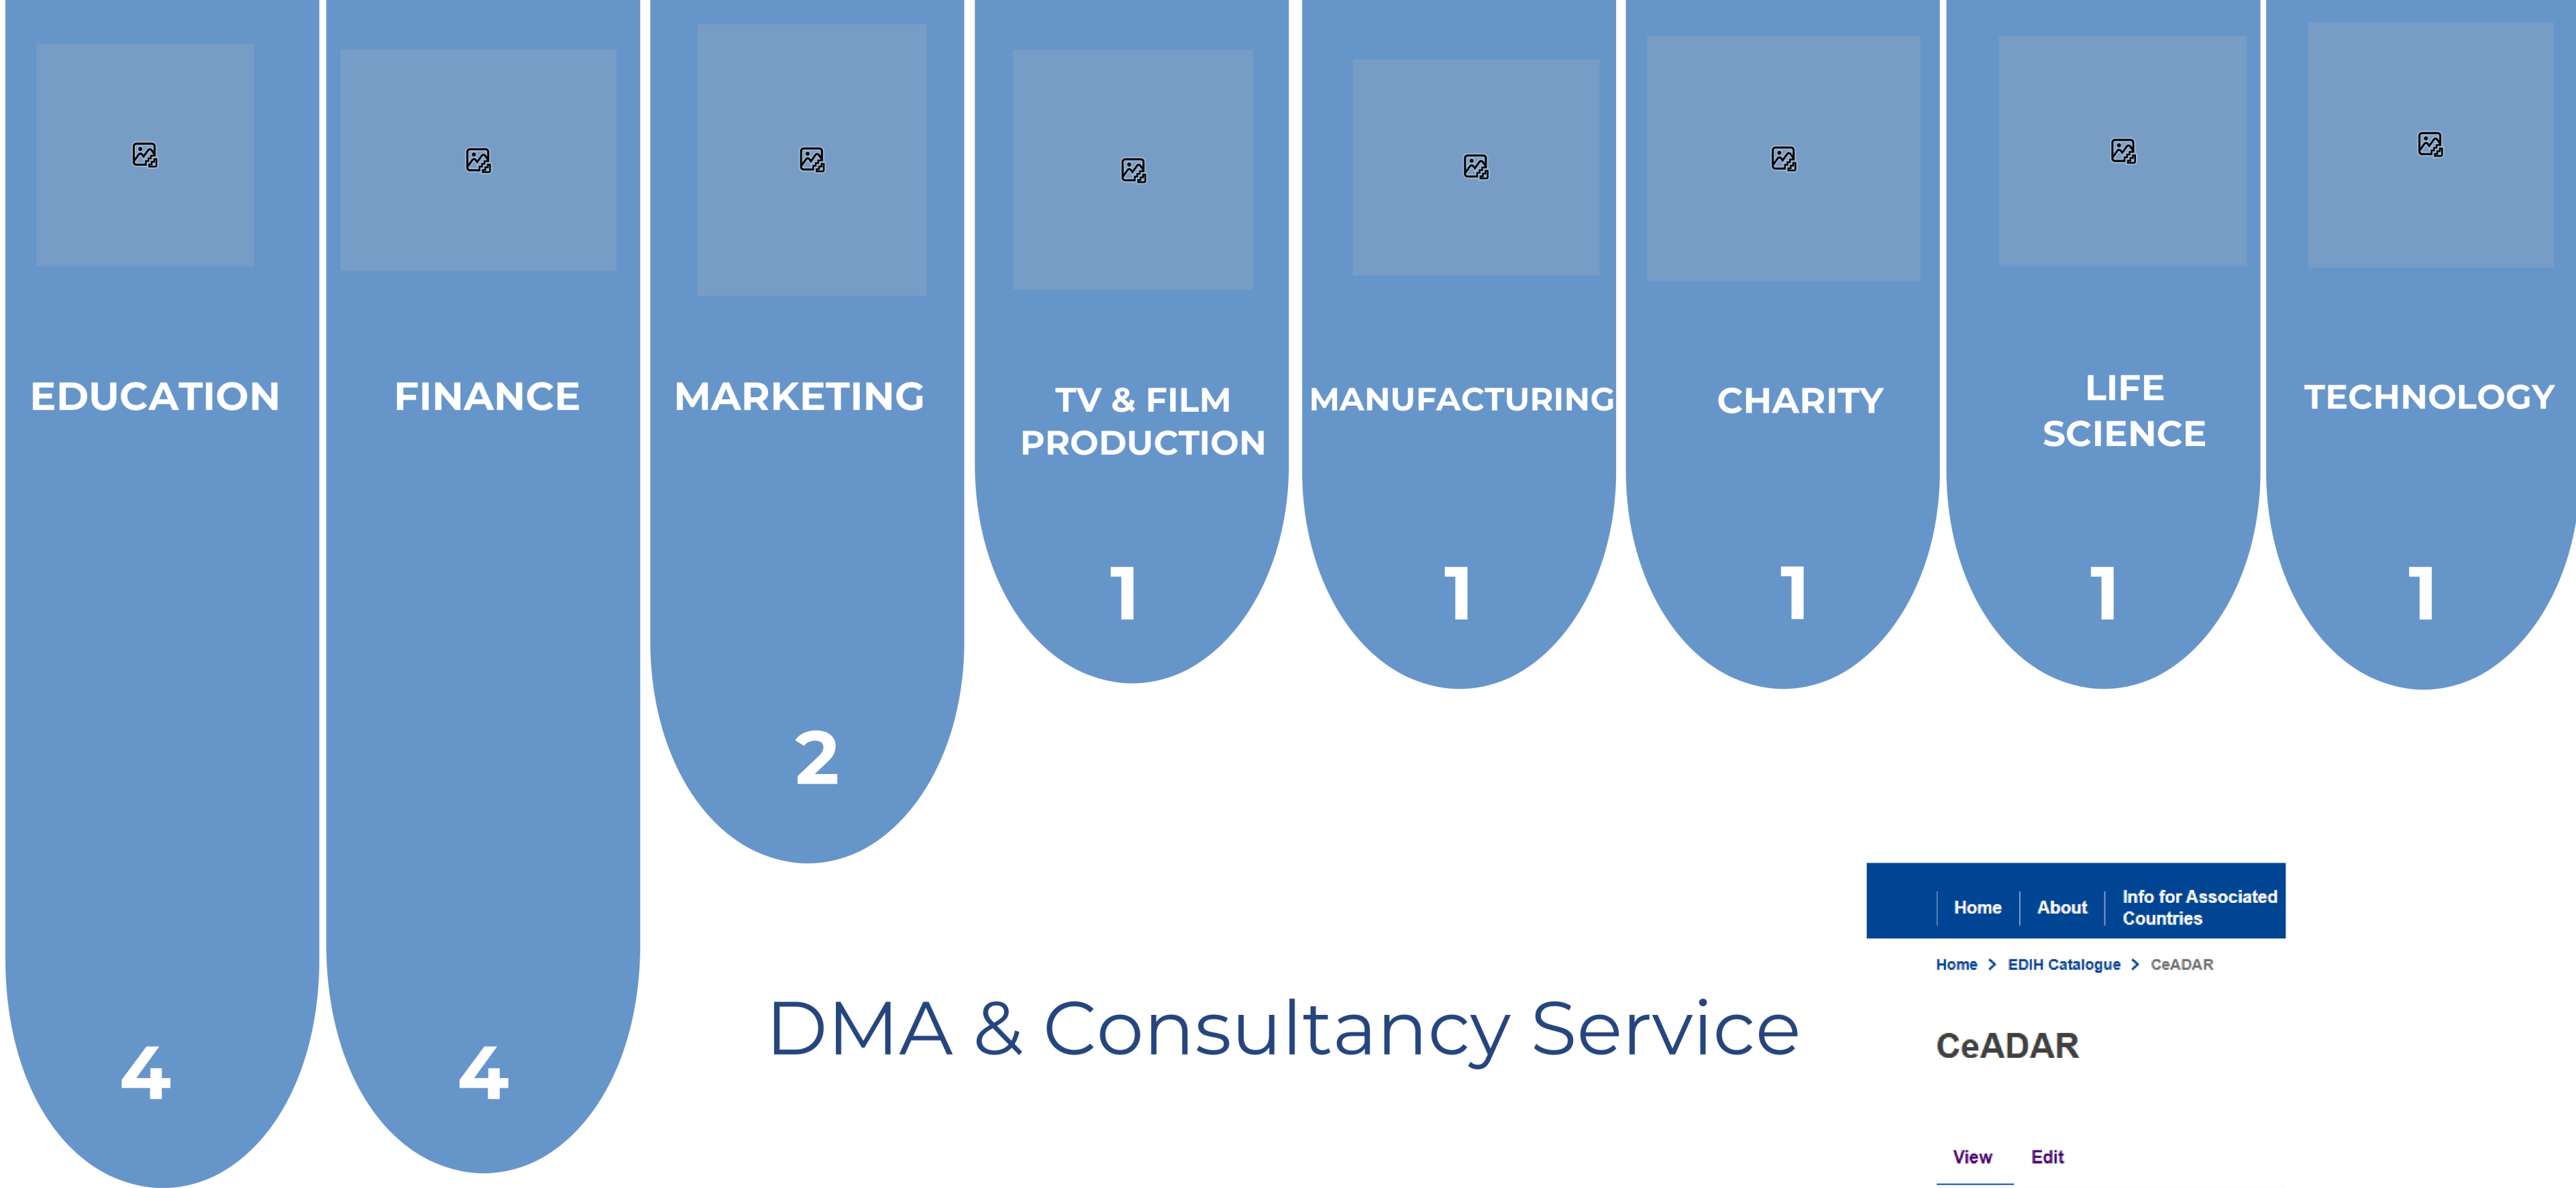 EDUCATION
FINANCE
MARKETING
TV & FILM
PRODUCTION
MANUFACTURING
CHARITY
LIFE
SCIENCE
TECHNOLOGY
4
4
2
1
1
1
1
1
DMA & Consultancy Service
Home About Info for Associated
Countries
Home > EDIH Catalogue > CeADAR
CeADAR
View Edit